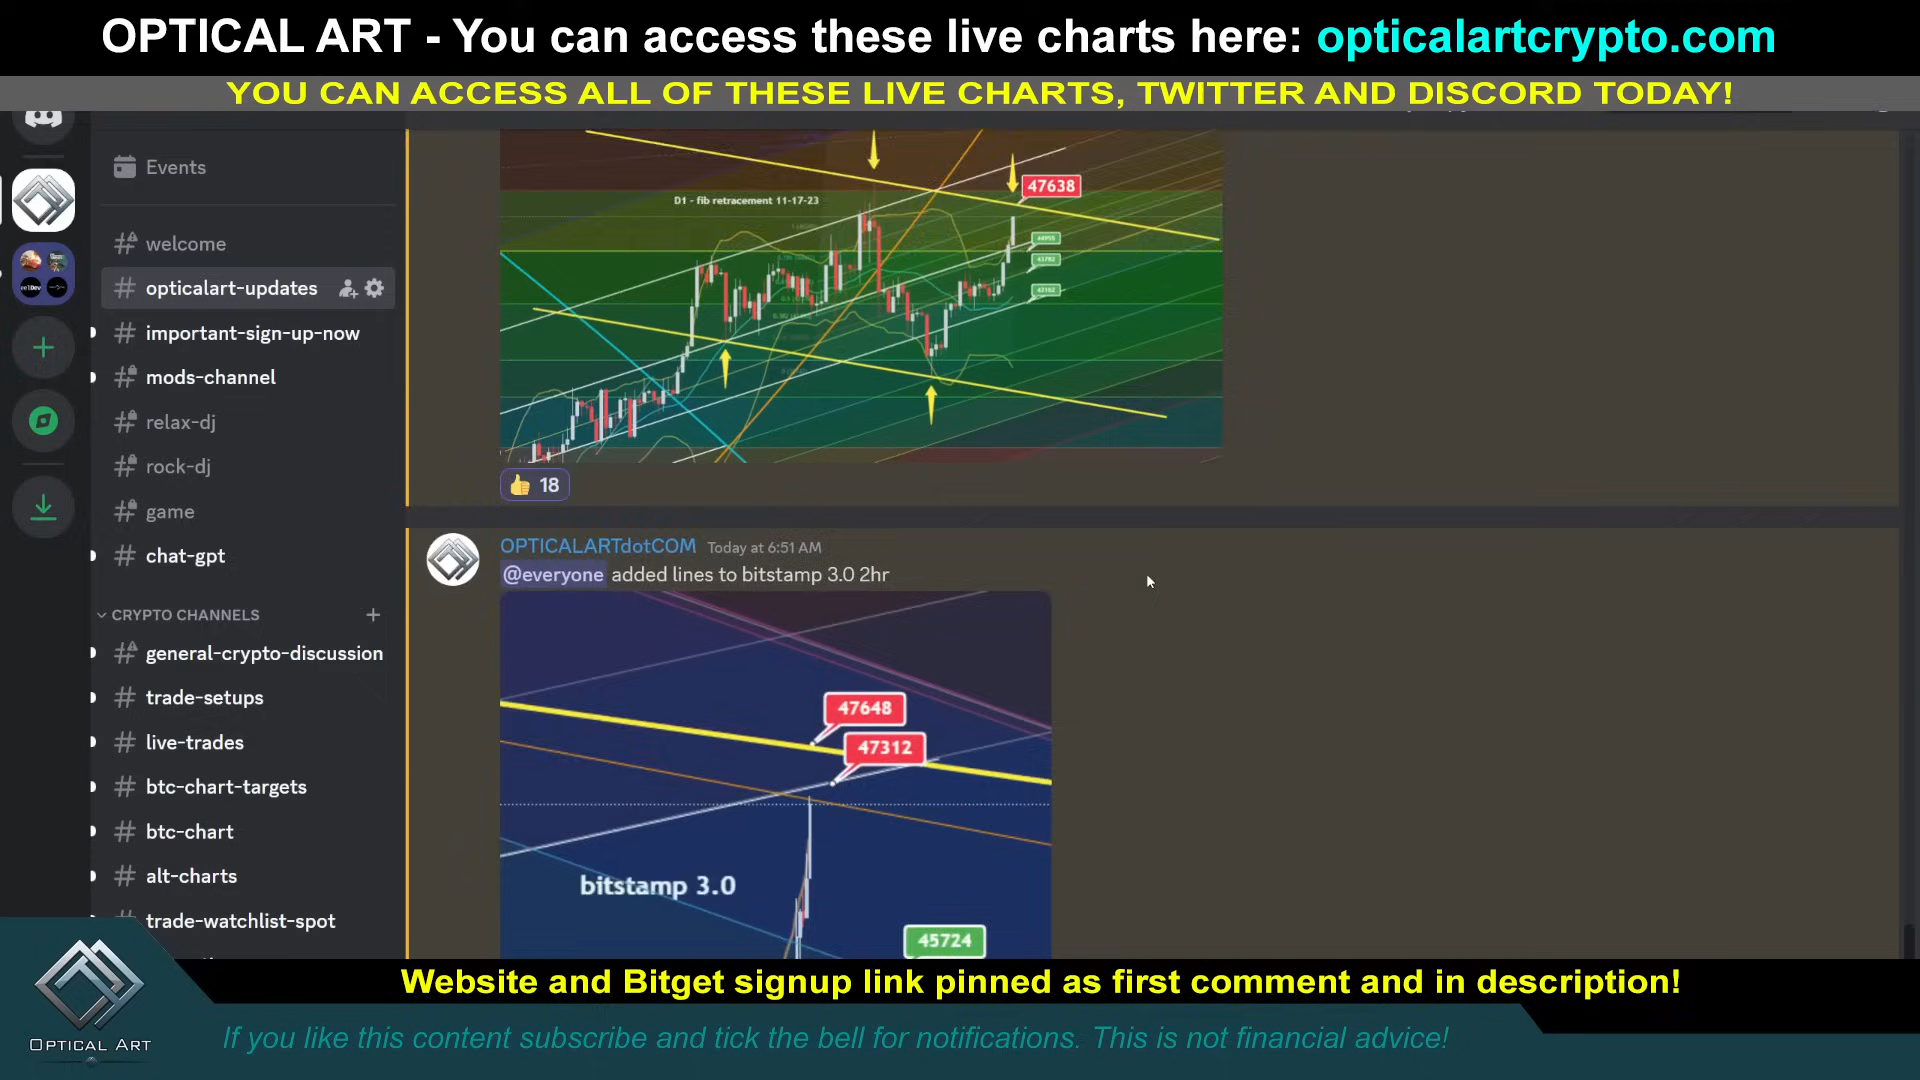 OPTICAL ART - You can access these live charts here: opticalartcrypto.com
YOU CAN ACCESS ALL OF THESE LIVE CHARTS, TWITTER AND DISCORD TODAY!
Events
welcome
opticalart-updates
important-sign-up-now
mods-channel
relax-dj
rock-dj
game
chat-gpt
CRYPTO CHANNELS
general-crypto-discussion
trade-setups
live-trades
btc-chart-targets
btc-chart
alt-charts
trade-watchlist-spot
D1 - fib retracement 11-17-23
47638
18
OPTICALARTdotCOM Today at 6:51 AM
@everyone added lines to bitstamp 3.0 2hr
47648
47312
bitstamp 3.0
45724
Website and Bitget signup link pinned as first comment and in description!
If you like this content subscribe and tick the bell for notifications. This is not financial advice!
OPTICAL ART